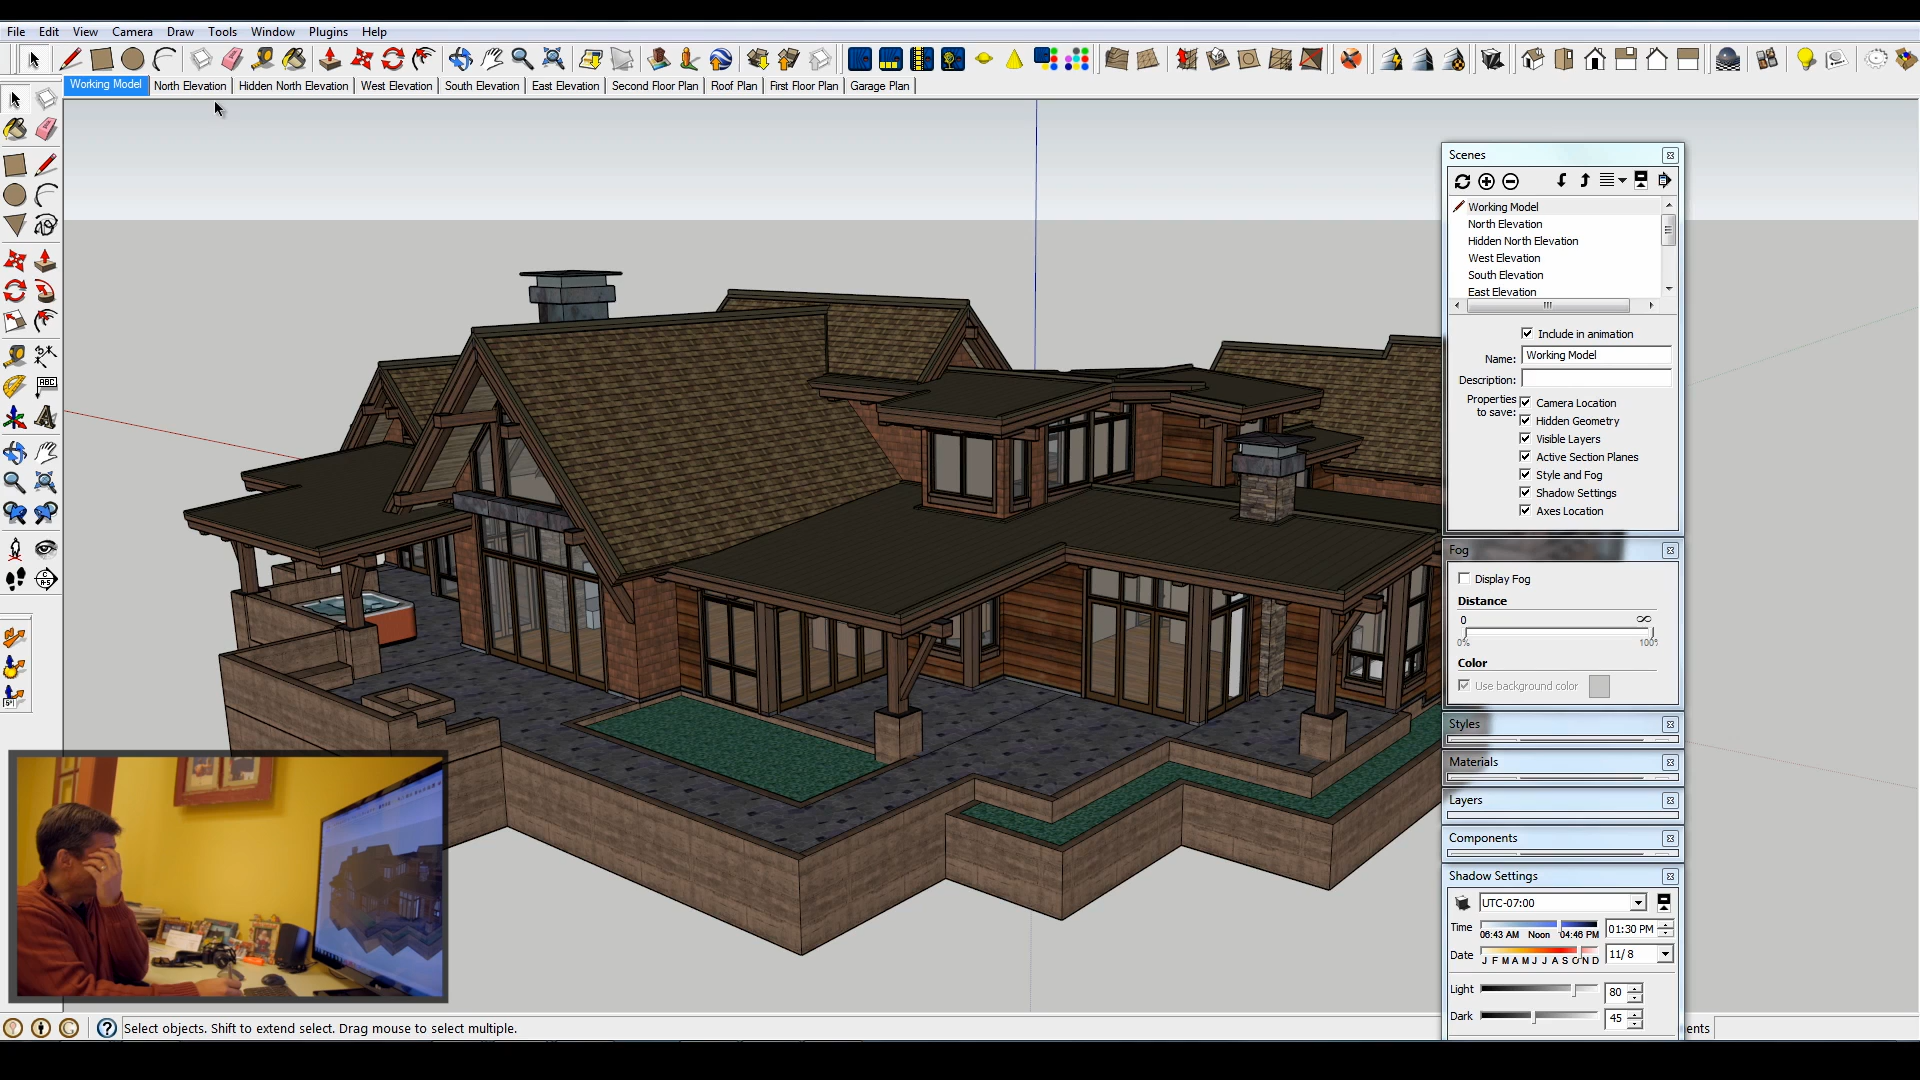 File Edit View Camera Draw Tools Window Plugins Help
Working Model North Elevation Hidden North Elevation West Elevation South Elevation East Elevation Second Floor Plan Roof Plan First Floor Plan Garage Plan
Scenes
Working Model
North Elevation
Hidden North Elevation
West Elevation
South Elevation
East Elevation
Include in animation
Name: Working Model
Description:
Properties to save:
Camera Location
Hidden Geometry
Visible Layers
Active Section Planes
Style and Fog
Shadow Settings
Axes Location
Fog
Display Fog
Distance
0 ∞
0% 100%
Color
Use background color
Styles
Materials
Layers
Components
Shadow Settings
UTC-07:00
Time 06:43 AM Noon 04:46 PM 01:30 PM
Date J F M A M J J A S O N D 11/ 8
Light 80
Dark 45
ABC
Select objects. Shift to extend select. Drag mouse to select multiple.
ents